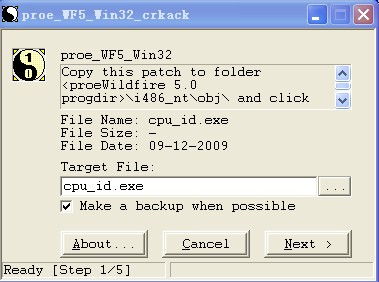 proe_WF5_Win32_crkack
proe_WF5_Win32
Copy this patch to folder
<proeWildfire 5.0
progdir>\i486_nt\obj\ and click
File Name: cpu_id.exe
File Size: -
File Date: 09-12-2009
Target File:
cpu_id.exe
...
Make a backup when possible
About...
Cancel
Next >
Ready [Step 1/5]